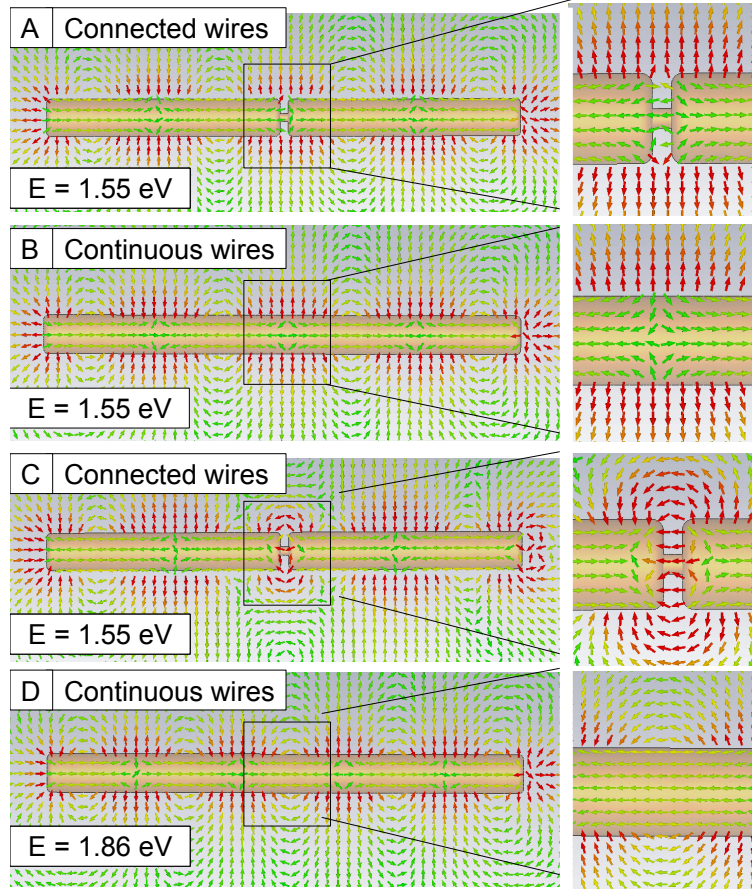 A Connected wires
E = 1.55 eV
B Continuous wires
E = 1.55 eV
C Connected wires
E = 1.55 eV
D Continuous wires
E = 1.86 eV